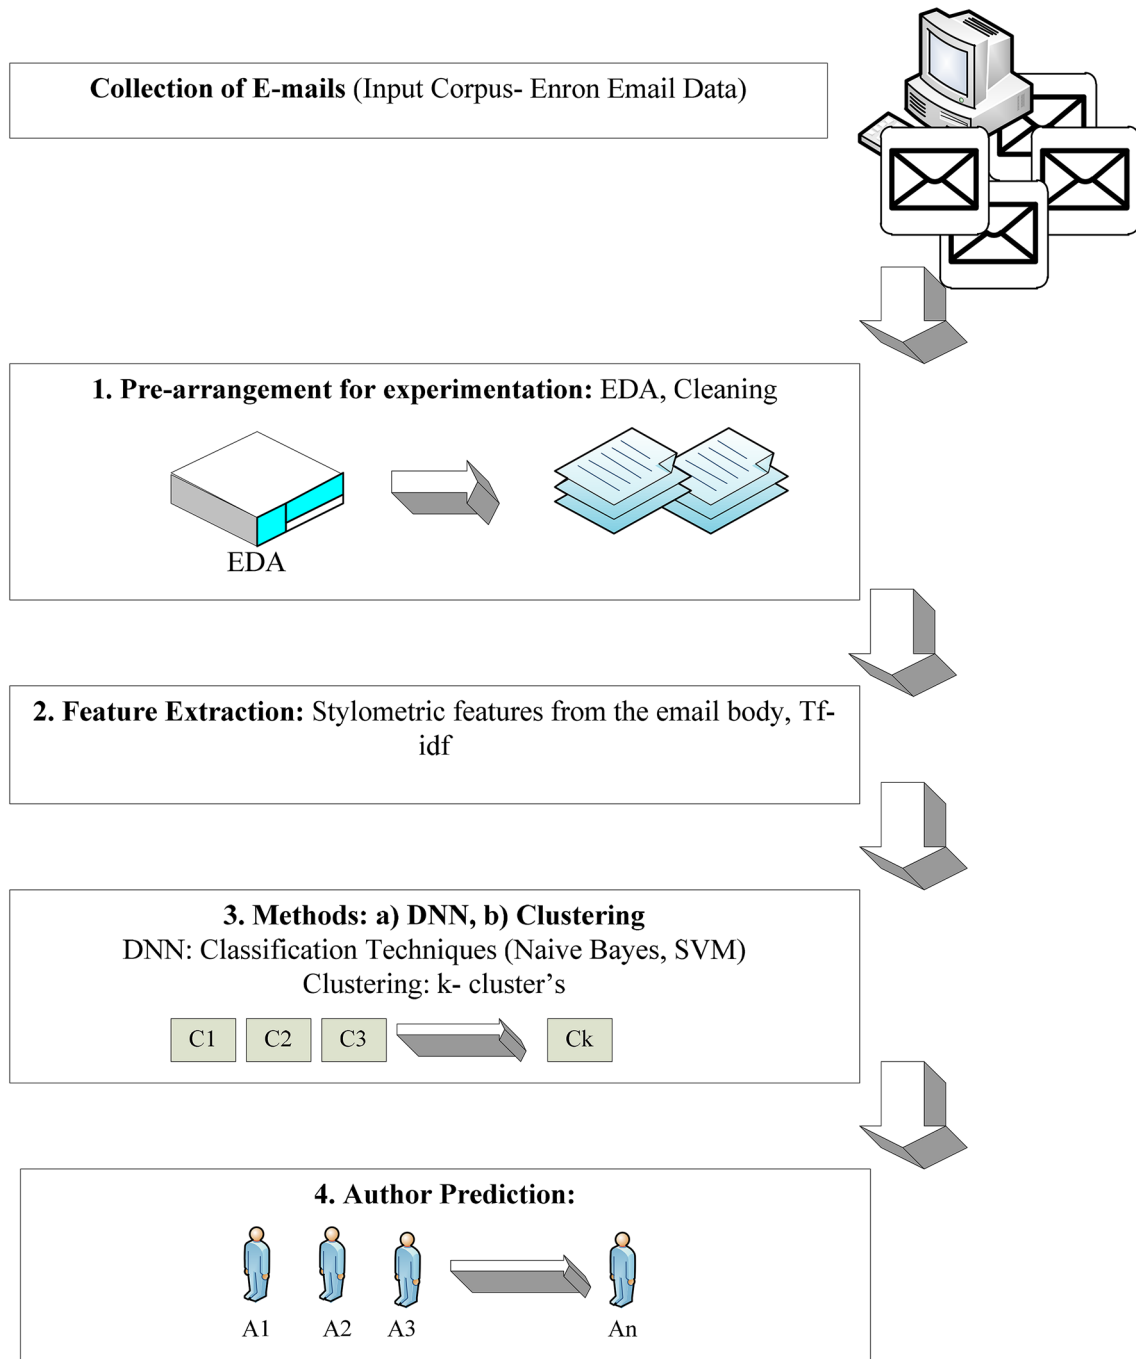 Collection of E-mails (Input Corpus- Enron Email Data)
1. Pre-arrangement for experimentation: EDA, Cleaning
EDA
2. Feature Extraction: Stylometric features from the email body, Tf-
idf
3. Methods: a) DNN, b) Clustering
DNN: Classification Techniques (Naive Bayes, SVM)
Clustering: k- cluster’s
C1 C2 C3 Ck
4. Author Prediction:
A1 A2 A3 An